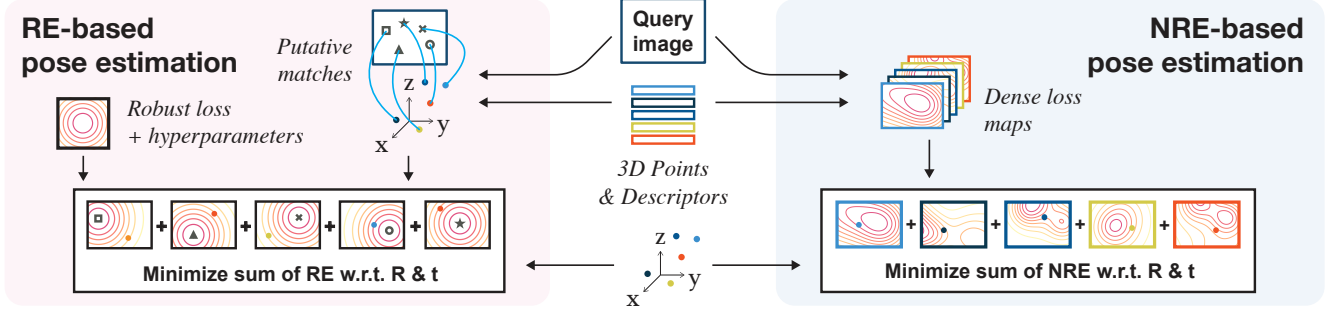 RE-based
pose estimation
Putative
matches
Robust loss
+ hyperparameters
z
y
x
+
+
+
+
Minimize sum of RE w.r.t. R & t
Query
image
3D Points
& Descriptors
z
y
x
NRE-based
pose estimation
Dense loss
maps
+
+
+
+
Minimize sum of NRE w.r.t. R & t